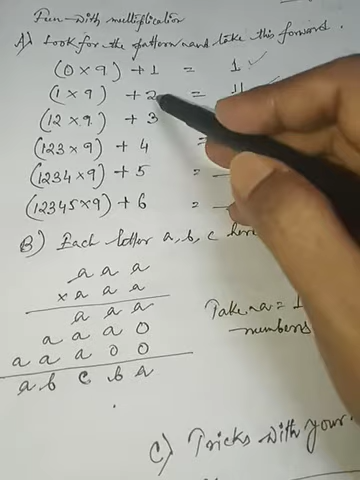 Fun with multiplication
A) Look for the pattern and take this forward.
(0 × 9) + 1 = 1 ✓
(1 × 9) + 2 = 11
(12 × 9) + 3
(123 × 9) + 4 =
(1234 × 9) + 5 = _
(12345 × 9) + 6 = _
B) Each letter a, b, c here
a a a
× a a a
a a a
a a a 0
a a a 0 0
a b c b a
Take a = 1
numbers
C) Tricks with your